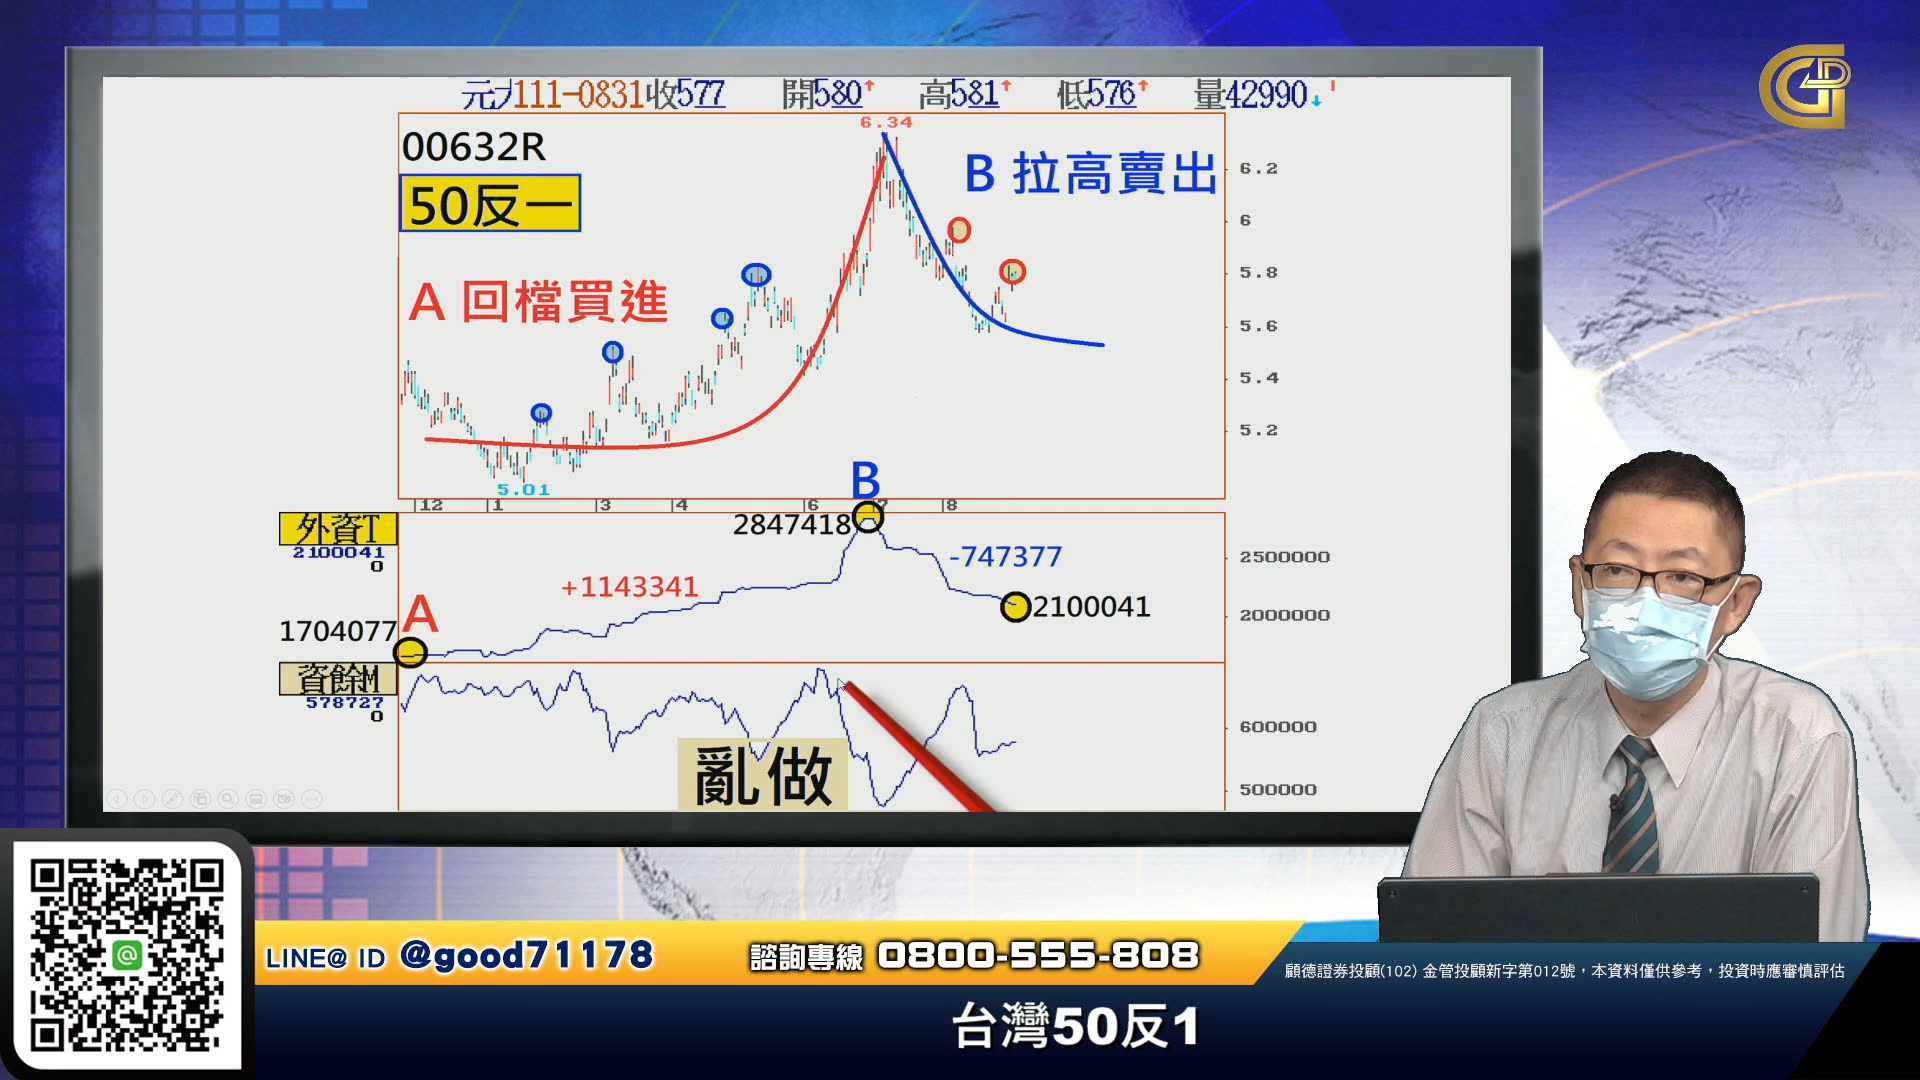 元大111-0831收577 開580↑ 高581↑ 低576↑ 量42990↓
6.34
00632R
50反一
B 拉高賣出
A 回檔買進
6.2
6
5.8
5.6
5.4
5.2
5.01
12 1 3 4 6 7 8
B
外資T
2100041
0
2847418
-747377
+1143341
A
1704077
2100041
2500000
2000000
資餘M
578727
0
600000
500000
亂做
LINE@ ID @good71178
諮詢專線 0800-555-808
顧德證券投顧(102) 金管投顧新字第012號，本資料僅供參考，投資時應審慎評估
台灣50反1